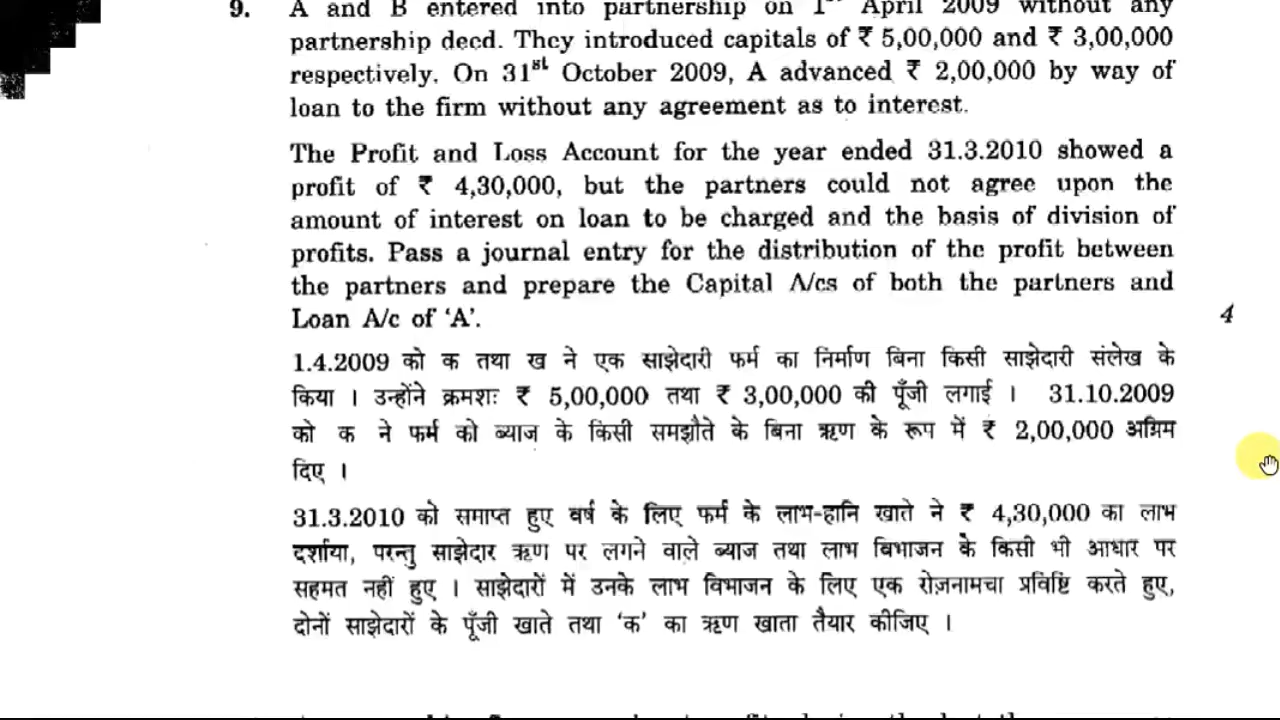 9. A and B entered into partnership on 1st April 2009 without any
partnership deed. They introduced capitals of ₹ 5,00,000 and ₹ 3,00,000
respectively. On 31st October 2009, A advanced ₹ 2,00,000 by way of
loan to the firm without any agreement as to interest.
The Profit and Loss Account for the year ended 31.3.2010 showed a
profit of ₹ 4,30,000, but the partners could not agree upon the
amount of interest on loan to be charged and the basis of division of
profits. Pass a journal entry for the distribution of the profit between
the partners and prepare the Capital A/cs of both the partners and
Loan A/c of ‘A’. 4
1.4.2009 को क तथा ख ने एक साझेदारी फर्म का निर्माण बिना किसी साझेदारी संलेख के
किया । उन्होंने क्रमशः ₹ 5,00,000 तथा ₹ 3,00,000 की पूँजी लगाई । 31.10.2009
को क ने फर्म को ब्याज के किसी समझौते के बिना ऋण के रूप में ₹ 2,00,000 अग्रिम
दिए ।
31.3.2010 को समाप्त हुए वर्ष के लिए फर्म के लाभ-हानि खाते ने ₹ 4,30,000 का लाभ
दर्शाया, परन्तु साझेदार ऋण पर लगने वाले ब्याज तथा लाभ विभाजन के किसी भी आधार पर
सहमत नहीं हुए । साझेदारों में उनके लाभ विभाजन के लिए एक रोज़नामचा प्रविष्टि करते हुए,
दोनों साझेदारों के पूँजी खाते तथा ‘क’ का ऋण खाता तैयार कीजिए ।